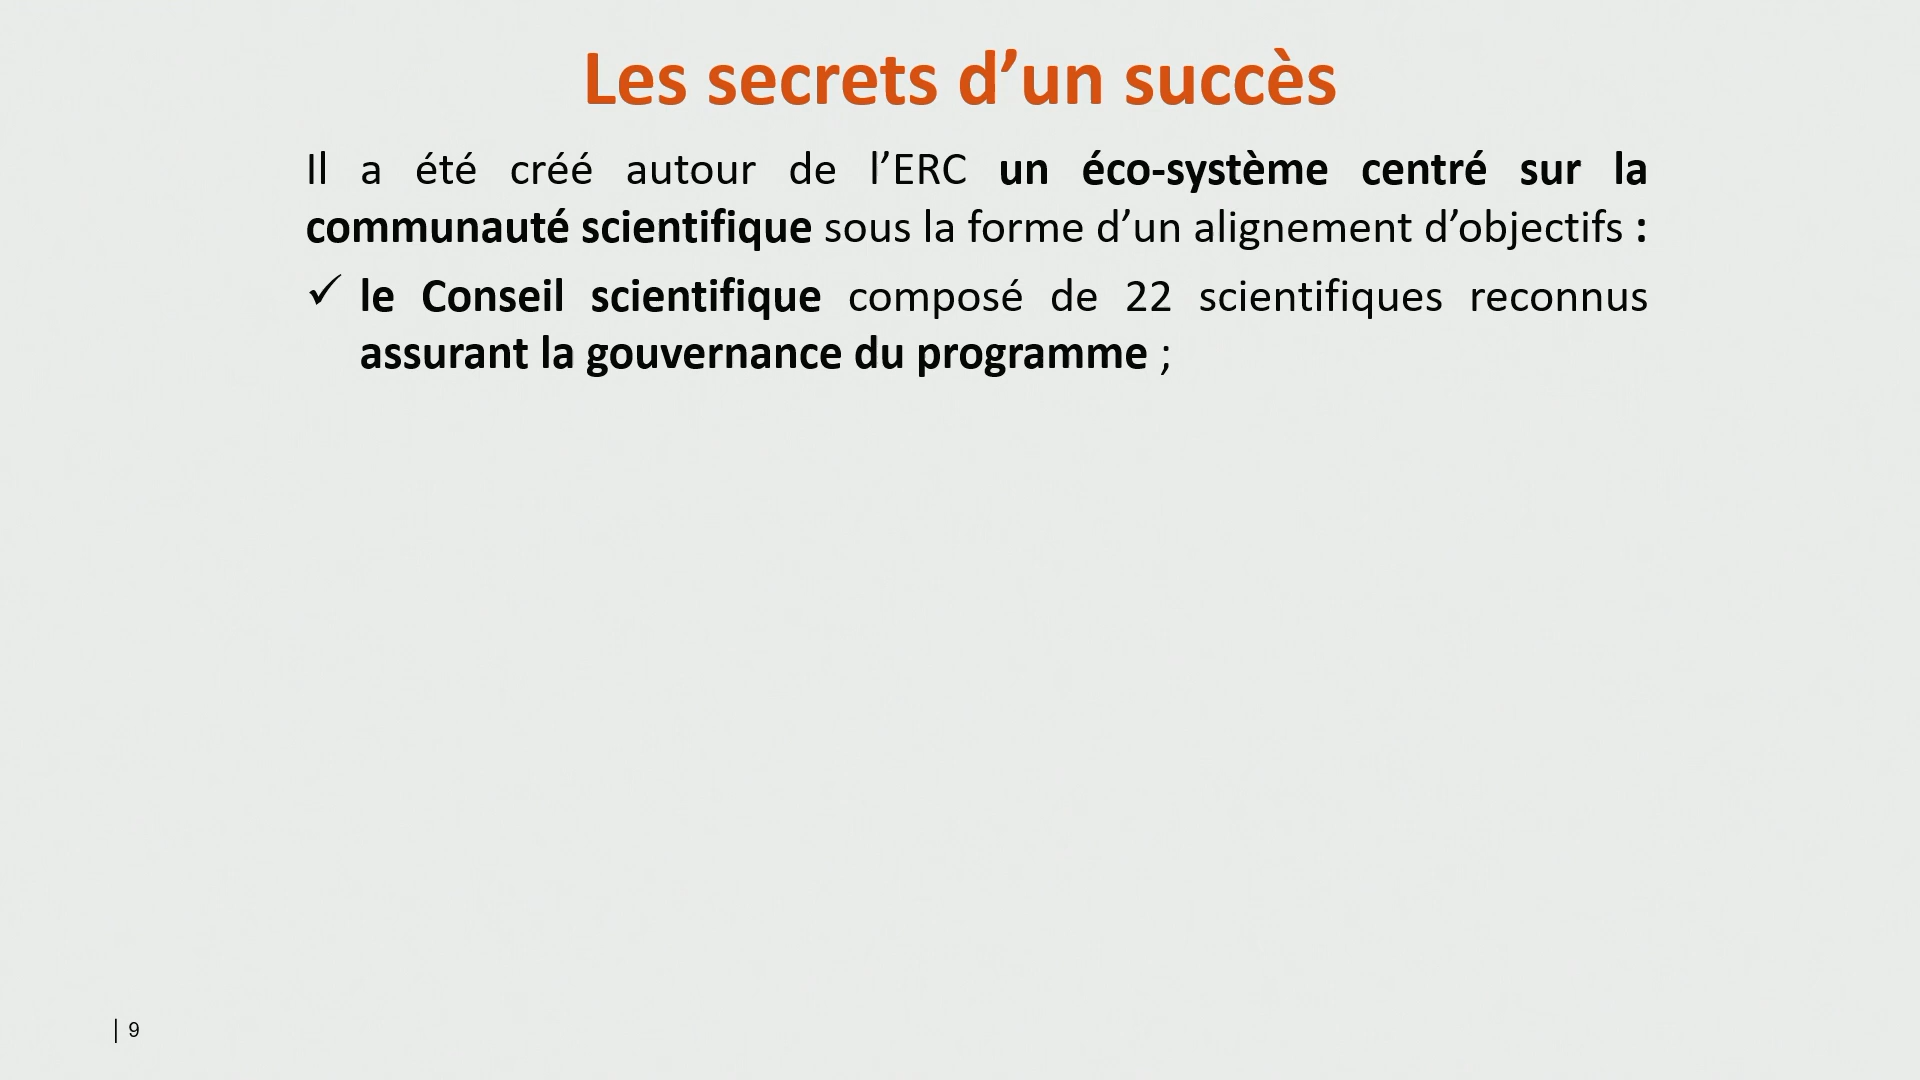 Les secrets d’un succès
Il a été créé autour de l’ERC un éco-système centré sur la
communauté scientifique sous la forme d’un alignement d’objectifs :
✓ le Conseil scientifique composé de 22 scientifiques reconnus
assurant la gouvernance du programme ;
| 9